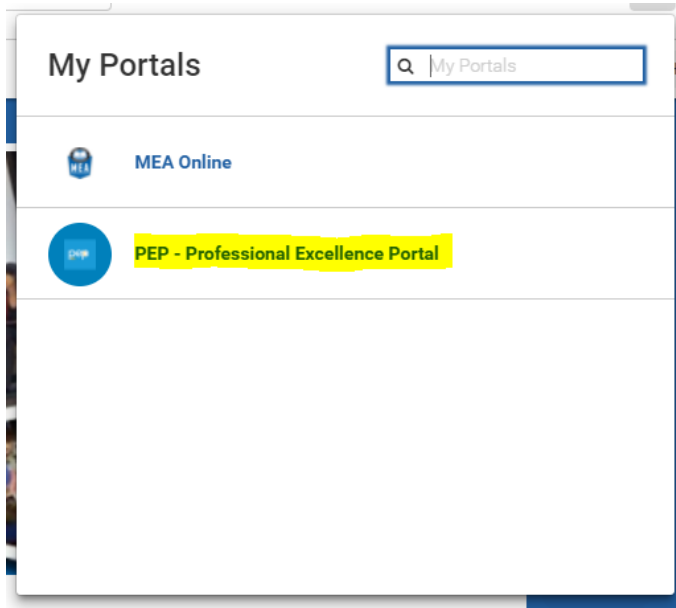 My Portals
My Portals
MEA
MEA Online
pep
PEP - Professional Excellence Portal